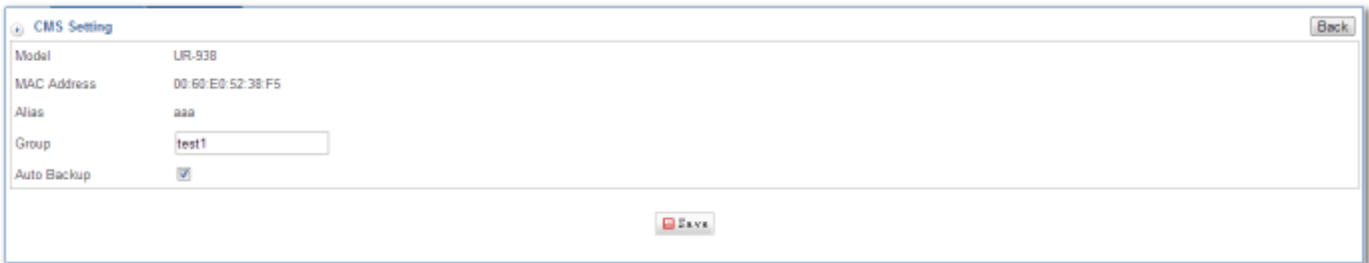 CMS Setting
Back
Model UR-938
MAC Address 00:60:E0:52:38:F5
Alias aaa
Group test1
Auto Backup
Save